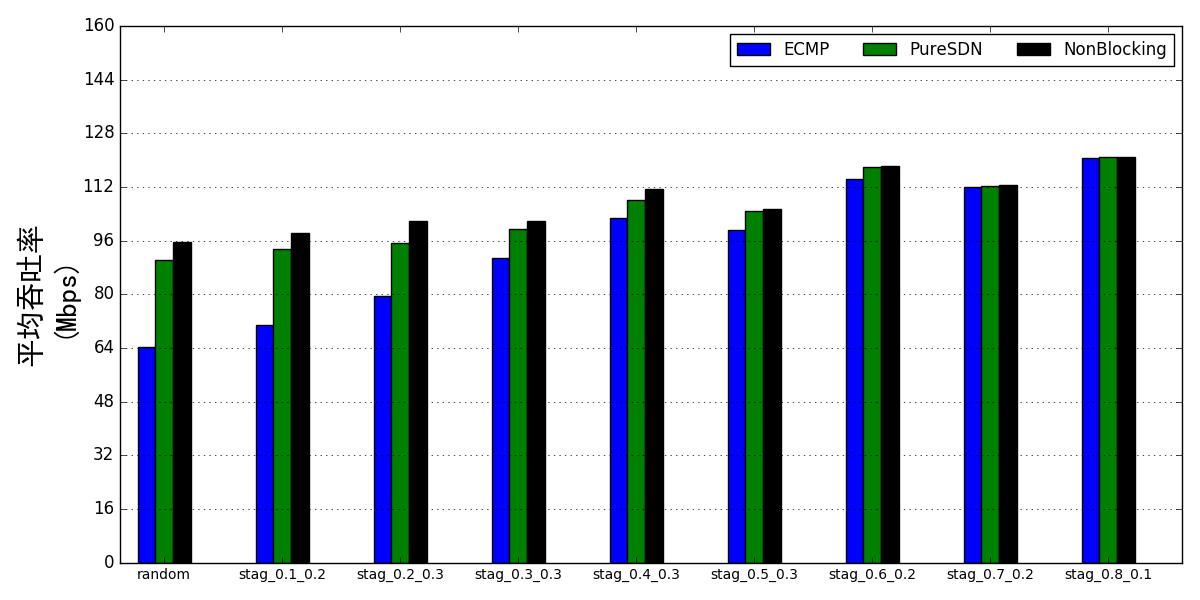 平均吞吐率
(Mbps)
160
144
128
112
96
80
64
48
32
16
0
ECMP PureSDN NonBlocking
random stag_0.1_0.2 stag_0.2_0.3 stag_0.3_0.3 stag_0.4_0.3 stag_0.5_0.3 stag_0.6_0.2 stag_0.7_0.2 stag_0.8_0.1